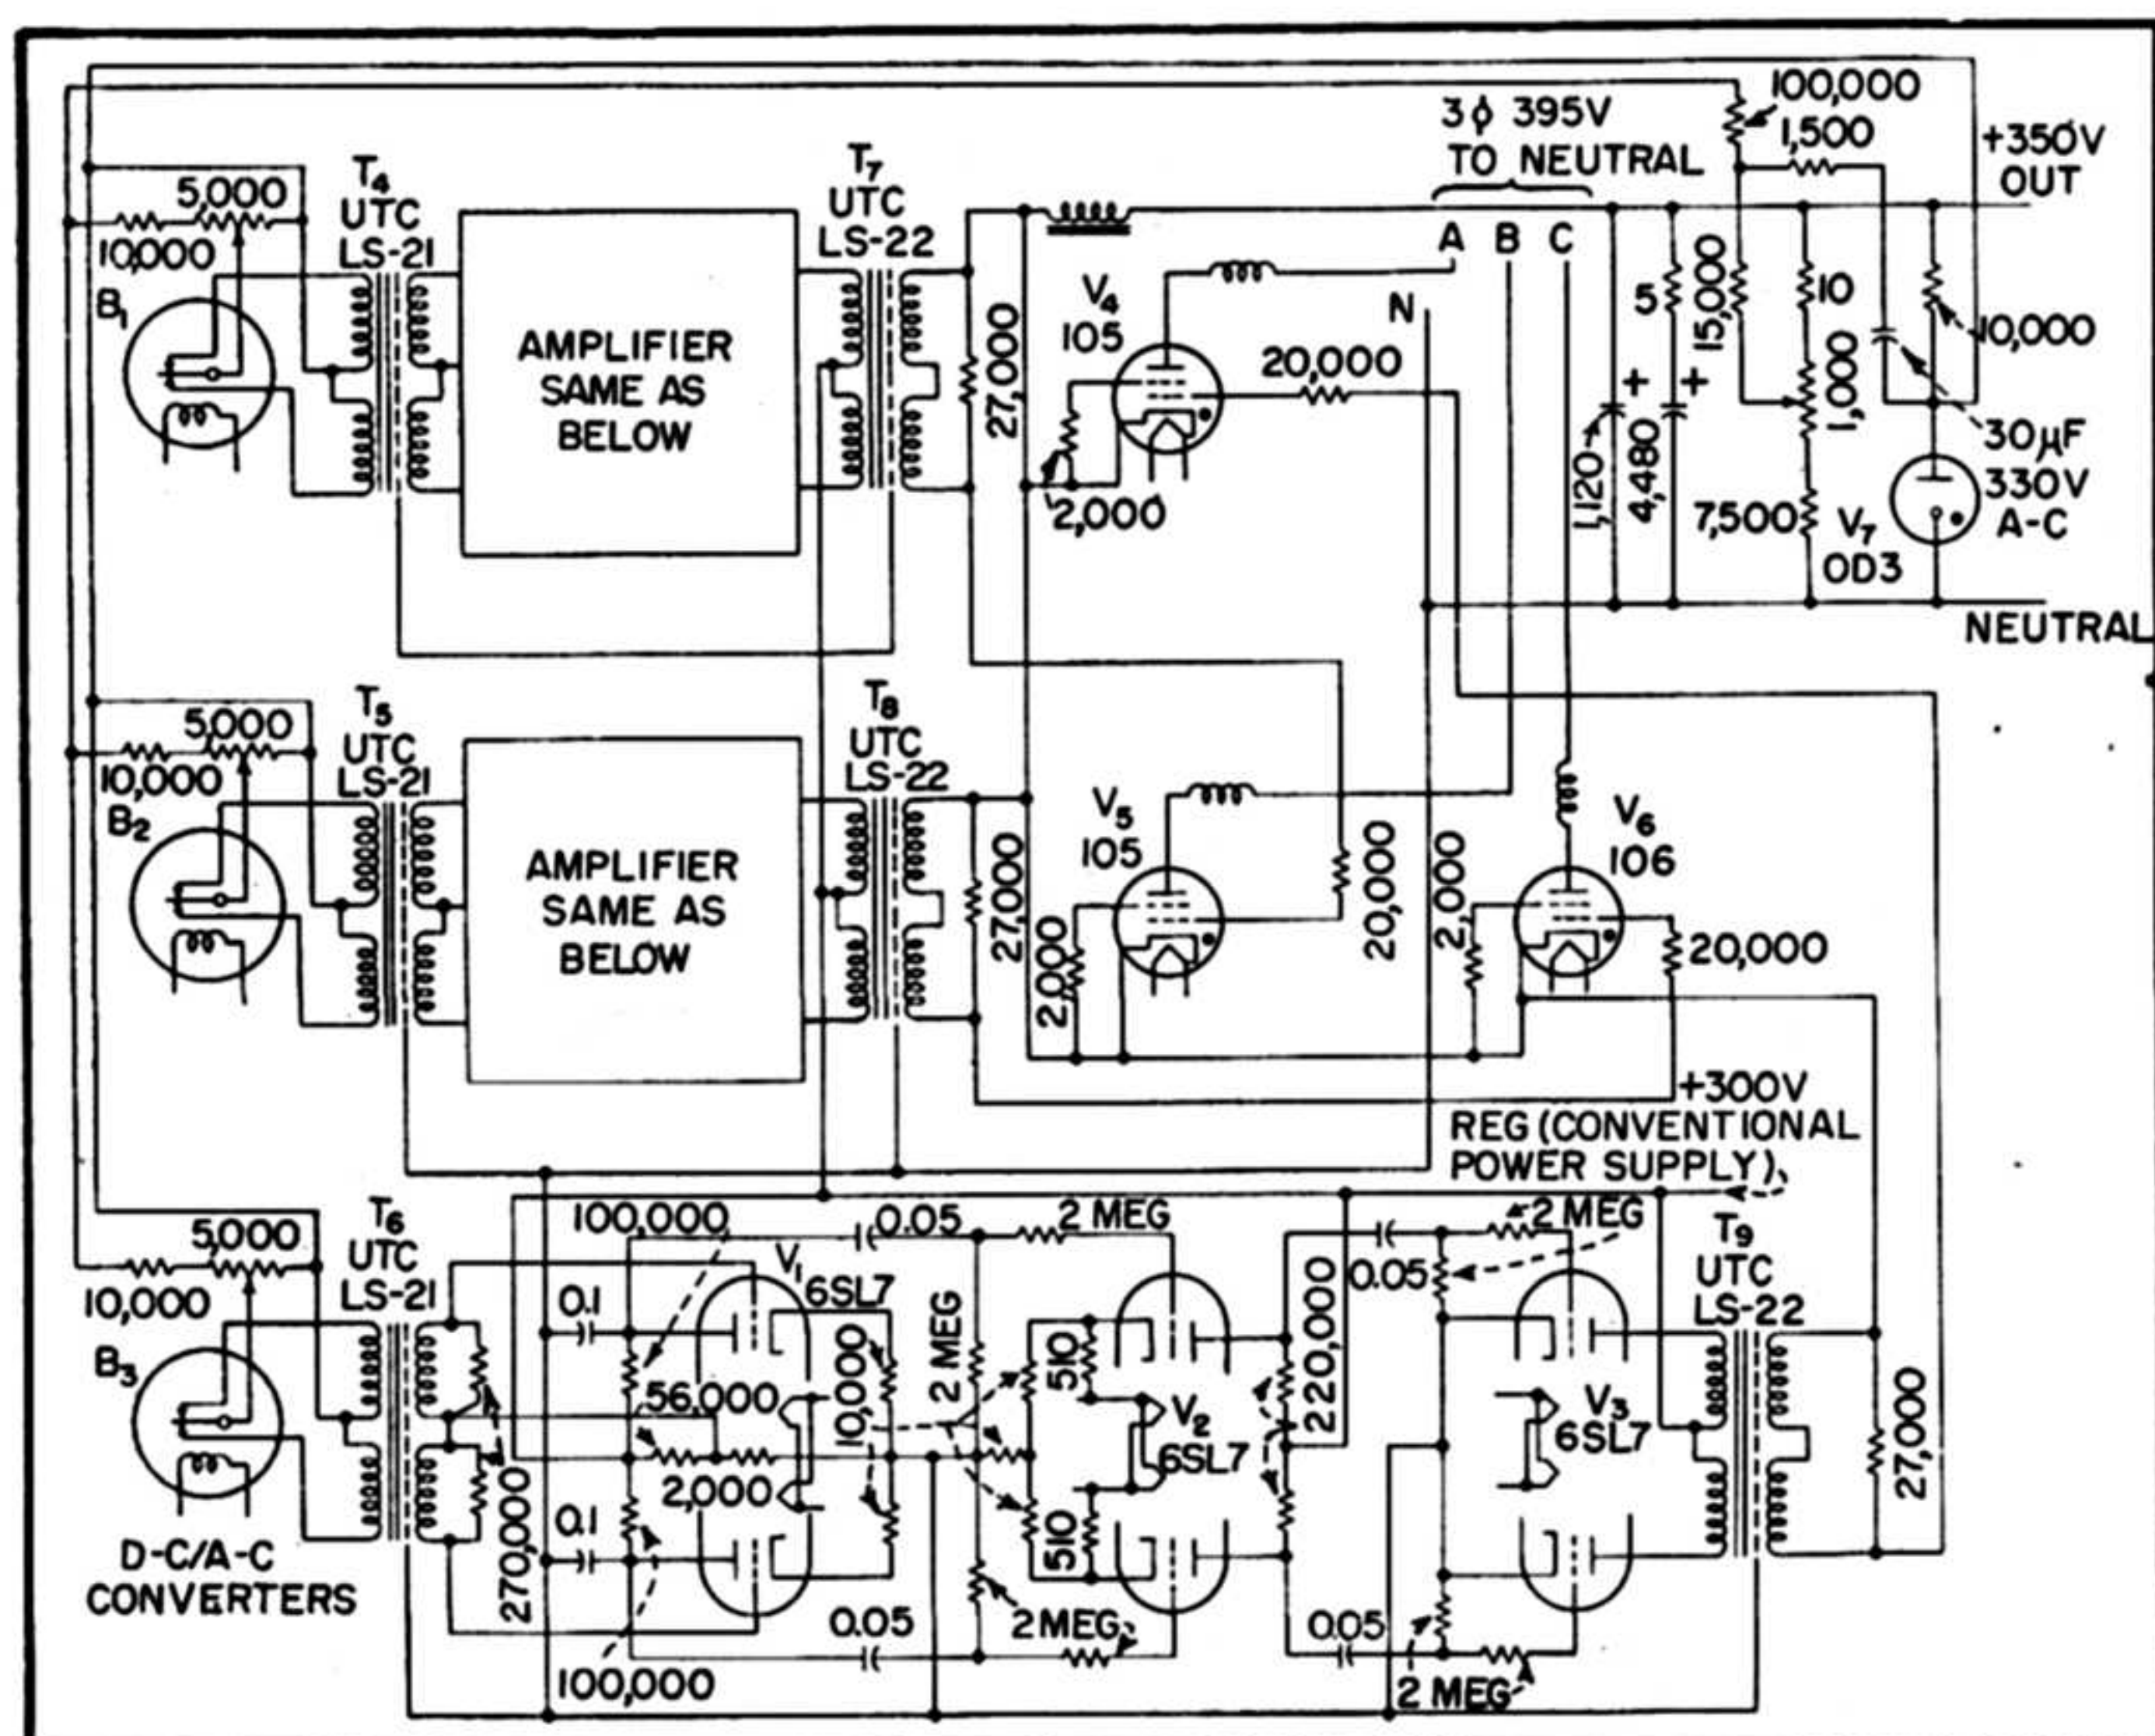 3ϕ 395V
TO NEUTRAL
100,000
1,500
+350V
OUT
A B C
N
5
15,000
10
1,000
10,000
30μF
330V
A-C
1,120
4,480
7,500
V7
OD3
NEUTRAL
5,000
10,000
B1
T4
UTC
LS-21
AMPLIFIER
SAME AS
BELOW
T7
UTC
LS-22
27,000
V4
105
20,000
2,000
5,000
10,000
B2
T5
UTC
LS-21
AMPLIFIER
SAME AS
BELOW
T8
UTC
LS-22
27,000
V5
105
2,000
20,000
2,000
V6
106
20,000
+300V
REG (CONVENTIONAL
POWER SUPPLY)
5,000
10,000
B3
T6
UTC
LS-21
D-C/A-C
CONVERTERS
270,000
100,000
0.1
V1
6SL7
0.05
2 MEG
56,000
10,000
2 MEG
2,000
0.1
100,000
0.05
2 MEG
510
510
V2
6SL7
220,000
0.05
2 MEG
V3
6SL7
0.05
2 MEG
T9
UTC
LS-22
27,000